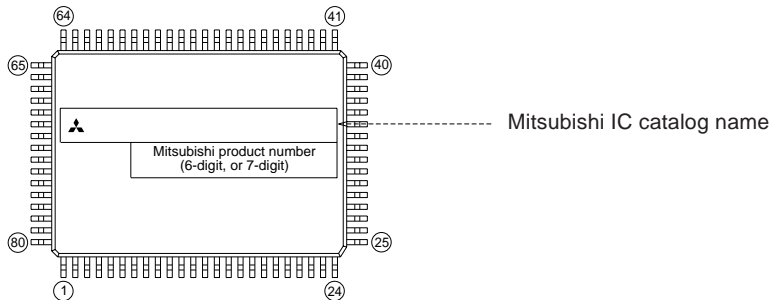 64 41
65 40
Mitsubishi IC catalog name
Mitsubishi product number
(6-digit, or 7-digit)
80 25
1 24